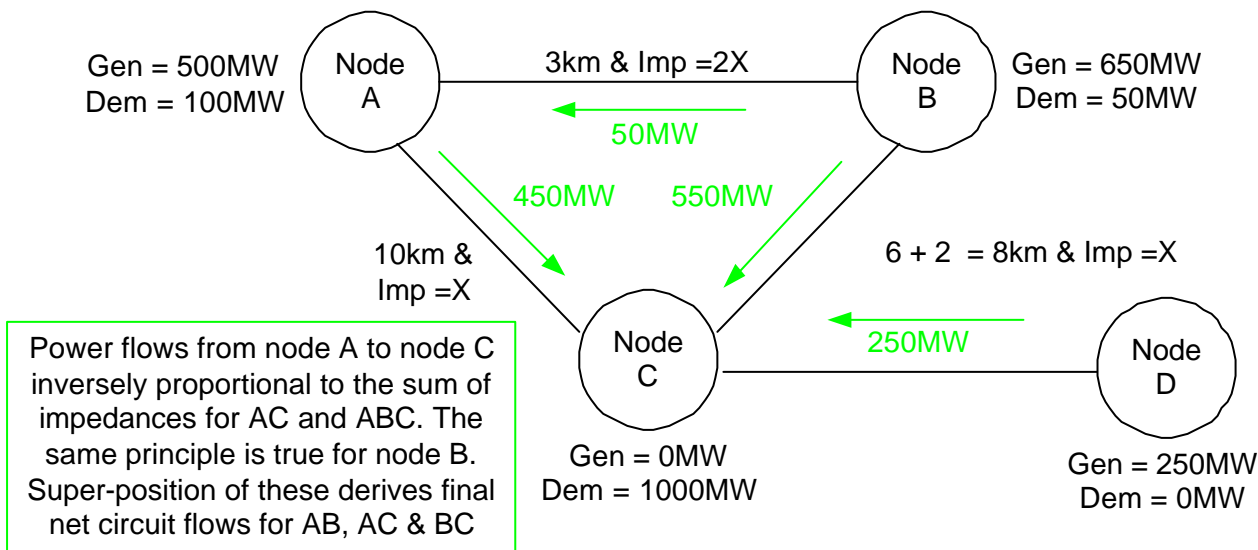 Gen = 500MW
Dem = 100MW
Node
A
3km & Imp =2X
50MW
Node
B
Gen = 650MW
Dem = 50MW
450MW
550MW
10km &
Imp =X
6 + 2 = 8km & Imp =X
250MW
Node
C
Gen = 0MW
Dem = 1000MW
Node
D
Gen = 250MW
Dem = 0MW
Power flows from node A to node C
inversely proportional to the sum of
impedances for AC and ABC. The
same principle is true for node B.
Super-position of these derives final
net circuit flows for AB, AC & BC